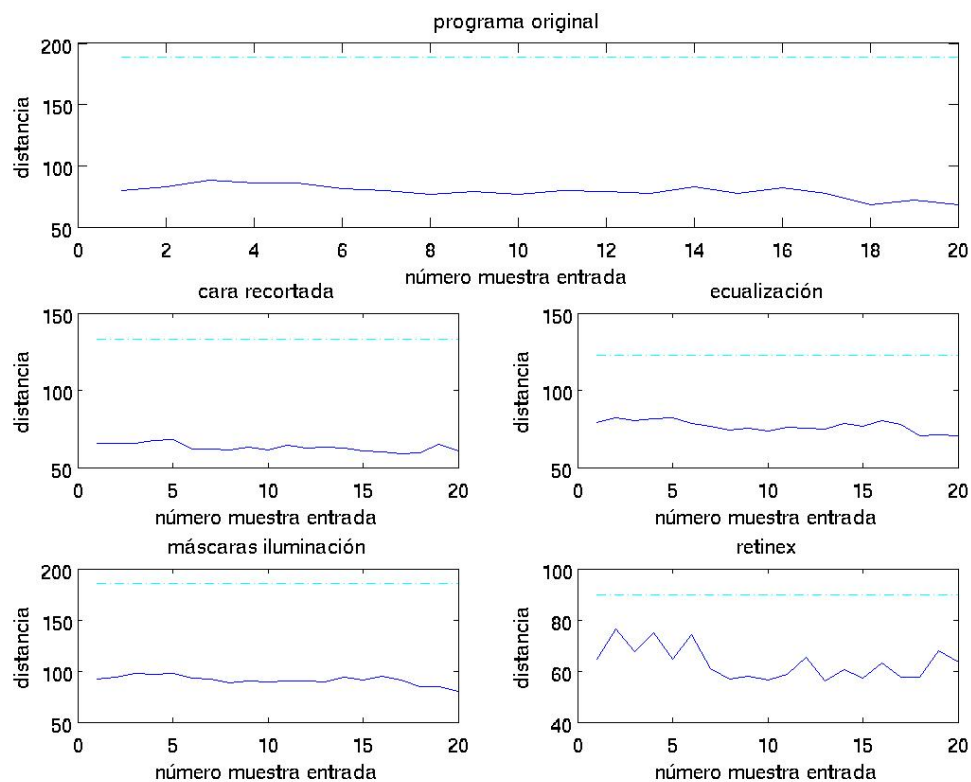 programa original
200
150
100
50
distancia
0 2 4 6 8 10 12 14 16 18 20
número muestra entrada
cara recortada
150
100
50
distancia
0 5 10 15 20
número muestra entrada
ecualización
150
100
50
distancia
0 5 10 15 20
número muestra entrada
máscaras iluminación
200
150
100
50
distancia
0 5 10 15 20
número muestra entrada
retinex
100
80
60
40
distancia
0 5 10 15 20
número muestra entrada